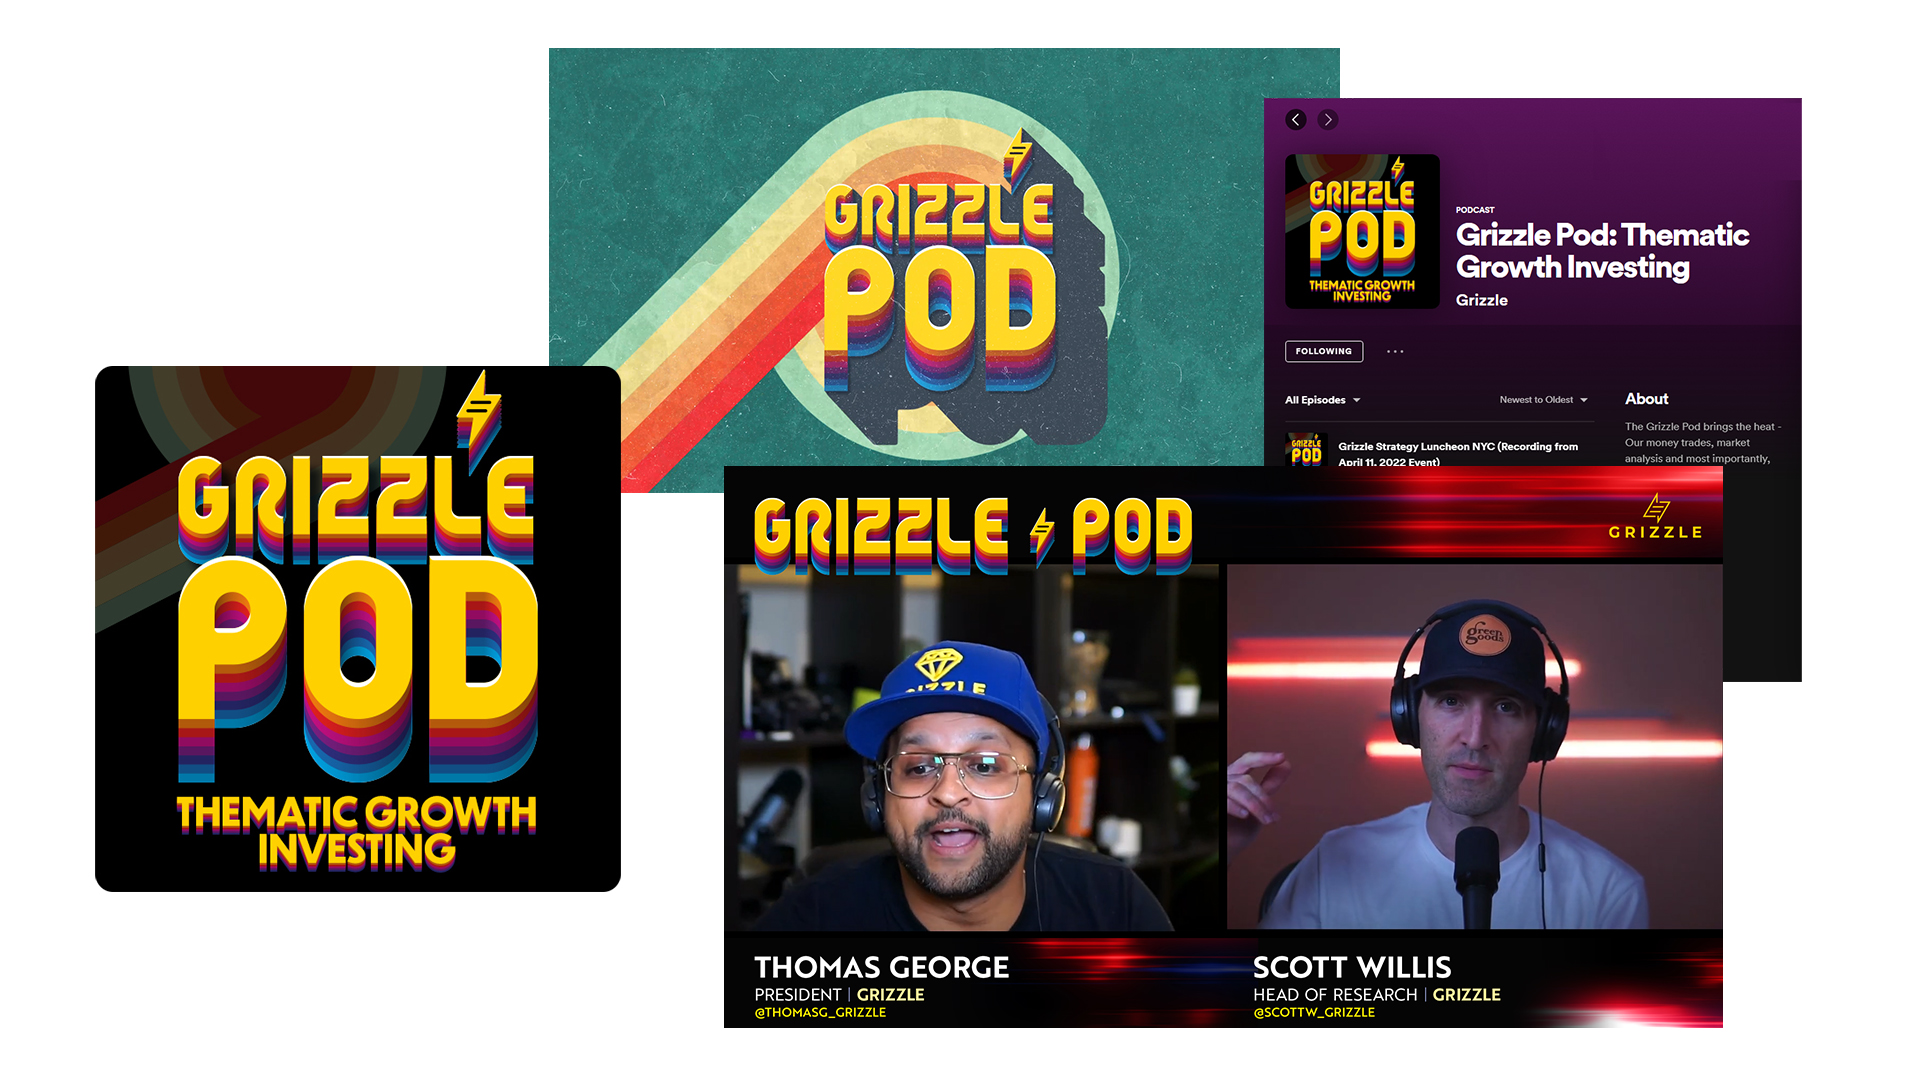 GRIZZLE
POD
PODCAST
Grizzle Pod: Thematic
Growth Investing
Grizzle
GRIZZLE
POD
THEMATIC GROWTH
INVESTING
FOLLOWING
All Episodes
Newest to Oldest
About
The Grizzle Pod brings the heat -
Our money trades, market
analysis and most importantly,
GRIZZLE
POD
Grizzle Strategy Luncheon NYC (Recording from
April 11, 2022 Event)
GRIZZLE
POD
THEMATIC GROWTH
INVESTING
GRIZZLE POD
GRIZZLE
GRIZZLE
green
goods
THOMAS GEORGE
PRESIDENT | GRIZZLE
@THOMASG_GRIZZLE
SCOTT WILLIS
HEAD OF RESEARCH | GRIZZLE
@SCOTTW_GRIZZLE